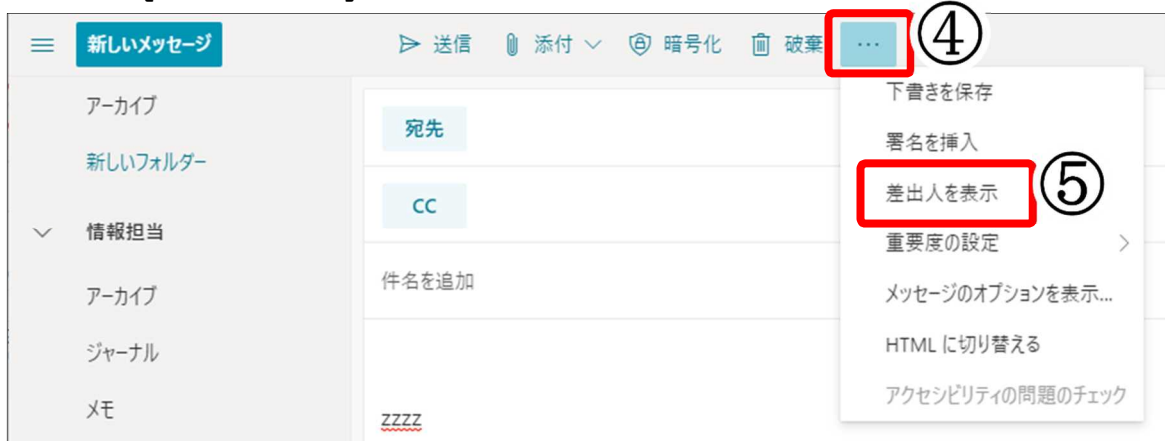 新しいメッセージ 送信 添付 暗号化 破棄 … ④
アーカイブ
新しいフォルダー
情報担当
アーカイブ
ジャーナル
メモ
宛先
CC
件名を追加
zzzz
下書きを保存
署名を挿入
差出人を表示 ⑤
重要度の設定
メッセージのオプションを表示...
HTML に切り替える
アクセシビリティの問題のチェック